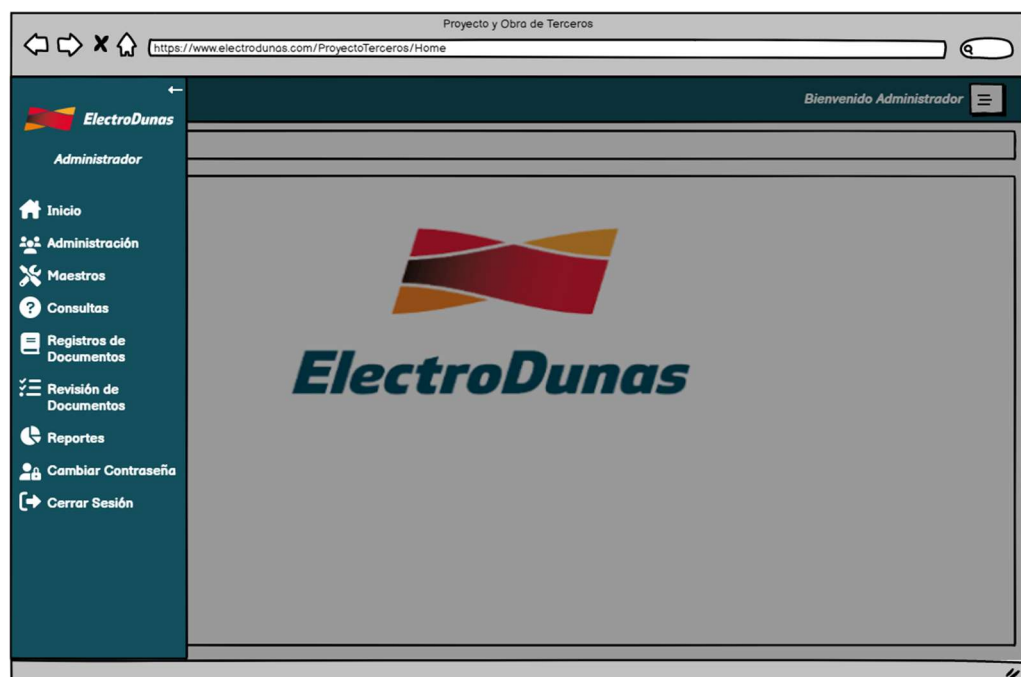 Proyecto y Obra de Terceros
https://www.electrodunas.com/ProyectoTerceros/Home
Bienvenido Administrador
ElectroDunas
Administrador
Inicio
Administración
Maestros
Consultas
Registros de
Documentos
Revisión de
Documentos
Reportes
Cambiar Contraseña
Cerrar Sesión
ElectroDunas